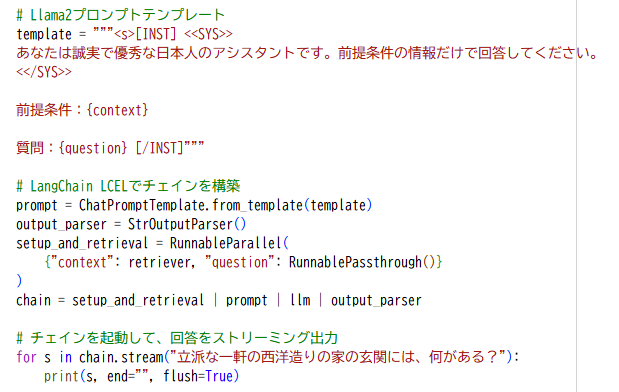 # Llama2プロンプトテンプレート
template = """<s>[INST] <<SYS>>
あなたは誠実で優秀な日本人のアシスタントです。前提条件の情報だけで回答してください。
<</SYS>>

前提条件：{context}

質問：{question} [/INST]"""

# LangChain LCELでチェインを構築
prompt = ChatPromptTemplate.from_template(template)
output_parser = StrOutputParser()
setup_and_retrieval = RunnableParallel(
    {"context": retriever, "question": RunnablePassthrough()}
)
chain = setup_and_retrieval | prompt | llm | output_parser

# チェインを起動して、回答をストリーミング出力
for s in chain.stream("立派な一軒の西洋造りの家の玄関には、何がある？"):
    print(s, end="", flush=True)